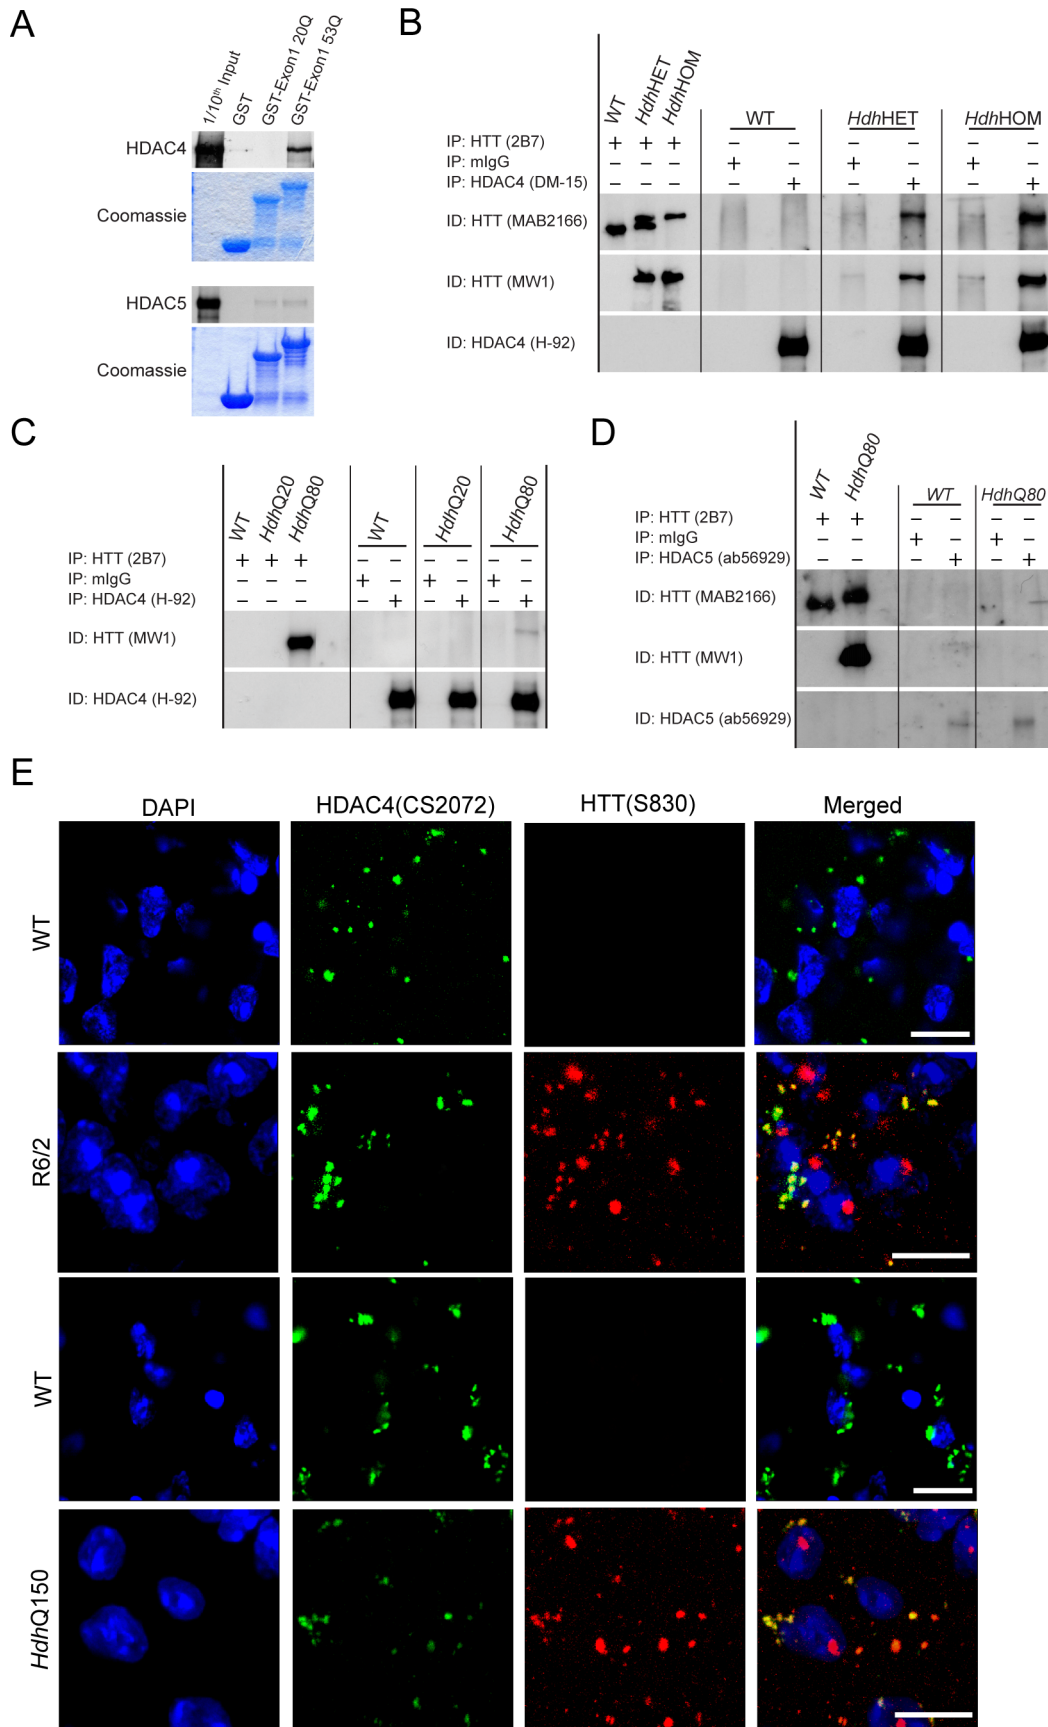 A
1/10th Input
GST
GST-Exon1 20Q
GST-Exon1 53Q
HDAC4
Coomassie
HDAC5
Coomassie
B
WT
HdhHET
HdhHOM
WT
HdhHET
HdhHOM
IP: HTT (2B7) + + + – – – – – –
IP: mIgG – – – + – + – + –
IP: HDAC4 (DM-15) – – – – + – + – +
ID: HTT (MAB2166)
ID: HTT (MW1)
ID: HDAC4 (H-92)
C
WT
HdhQ20
HdhQ80
WT
HdhQ20
HdhQ80
IP: HTT (2B7) + + + – – – – – –
IP: mIgG – – – + – + – + –
IP: HDAC4 (H-92) – – – – + – + – +
ID: HTT (MW1)
ID: HDAC4 (H-92)
D
WT
HdhQ80
WT
HdhQ80
IP: HTT (2B7) + + – – – –
IP: mIgG – – + – + –
IP: HDAC5 (ab56929) – – – + – +
ID: HTT (MAB2166)
ID: HTT (MW1)
ID: HDAC5 (ab56929)
E
DAPI
HDAC4(CS2072)
HTT(S830)
Merged
WT
R6/2
WT
HdhQ150